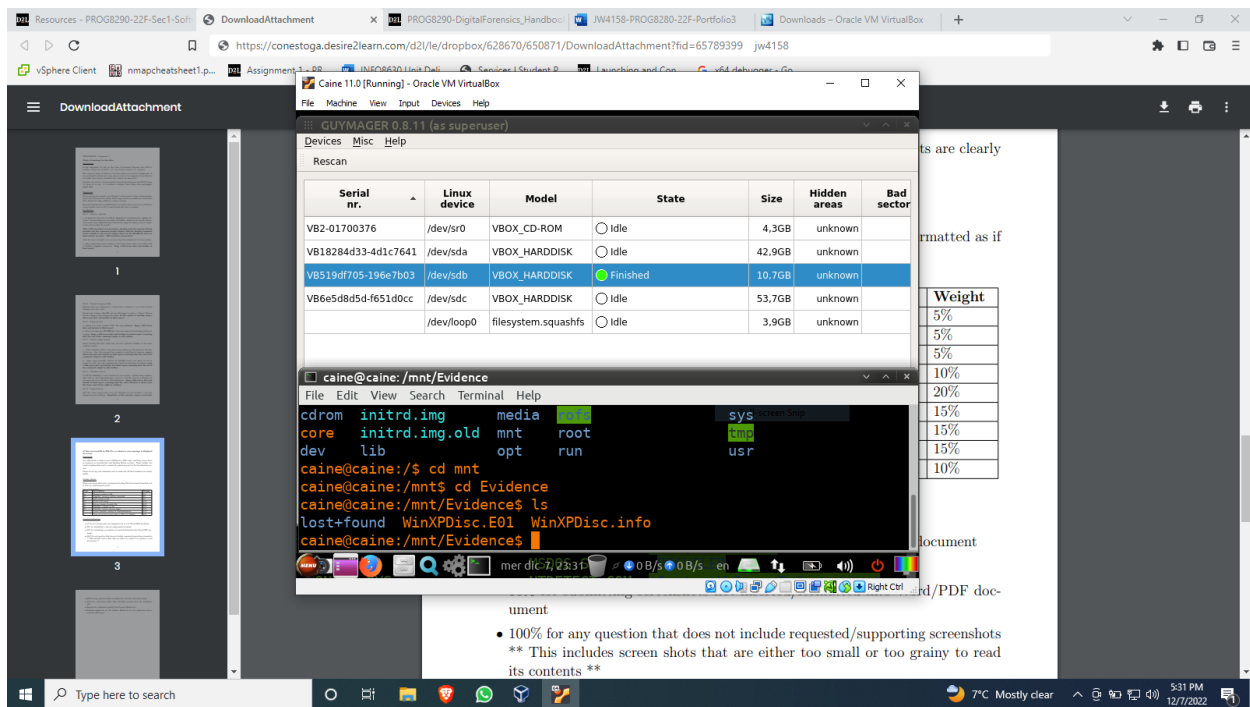 Resources - PROG8290-22F-Sec1-Soft
DownloadAttachment
PROG8290-DigitalForensics_Handboo
JW4158-PROG8280-22F-Portfolio3
Downloads – Oracle VM VirtualBox
https://conestoga.desire2learn.com/d2l/le/dropbox/628670/650871/DownloadAttachment?fid=65789399 jw4158
vSphere Client
nmapcheatsheet1.p...
Assignment 1 - PR
INFO8630 Unit Deli
Services | Student P
Launching and Con
x64 debugger - Go
DownloadAttachment
1
2
3
Caine 11.0 [Running] - Oracle VM VirtualBox
File Machine View Input Devices Help
GUYMAGER 0.8.11 (as superuser)
Devices Misc Help
Rescan
Serial nr. Linux device Model State Size Hidden areas Bad sector
VB2-01700376 /dev/sr0 VBOX_CD-ROM Idle 4,3GB unknown
VB18284d33-4d1c7641 /dev/sda VBOX_HARDDISK Idle 42,9GB unknown
VB519df705-196e7b03 /dev/sdb VBOX_HARDDISK Finished 10,7GB unknown
VB6e5d8d5d-f651d0cc /dev/sdc VBOX_HARDDISK Idle 53,7GB unknown
/dev/loop0 filesystem.squashfs Idle 3,9GB unknown
caine@caine: /mnt/Evidence
File Edit View Search Terminal Help
cdrom initrd.img media rofs sys
core initrd.img.old mnt root tmp
dev lib opt run usr
caine@caine:/$ cd mnt
caine@caine:/mnt$ cd Evidence
caine@caine:/mnt/Evidence$ ls
lost+found WinXPDisc.E01 WinXPDisc.info
caine@caine:/mnt/Evidence$
MENU
mer dic 7, 23:31
0 B/s 0 B/s en
Right Ctrl
ts are clearly
rmatted as if
Weight
5%
5%
5%
10%
20%
15%
15%
15%
10%
document
rd/PDF doc-
ument
• 100% for any question that does not include requested/supporting screenshots
** This includes screen shots that are either too small or too grainy to read
its contents **
Type here to search
7°C Mostly clear
5:31 PM
12/7/2022